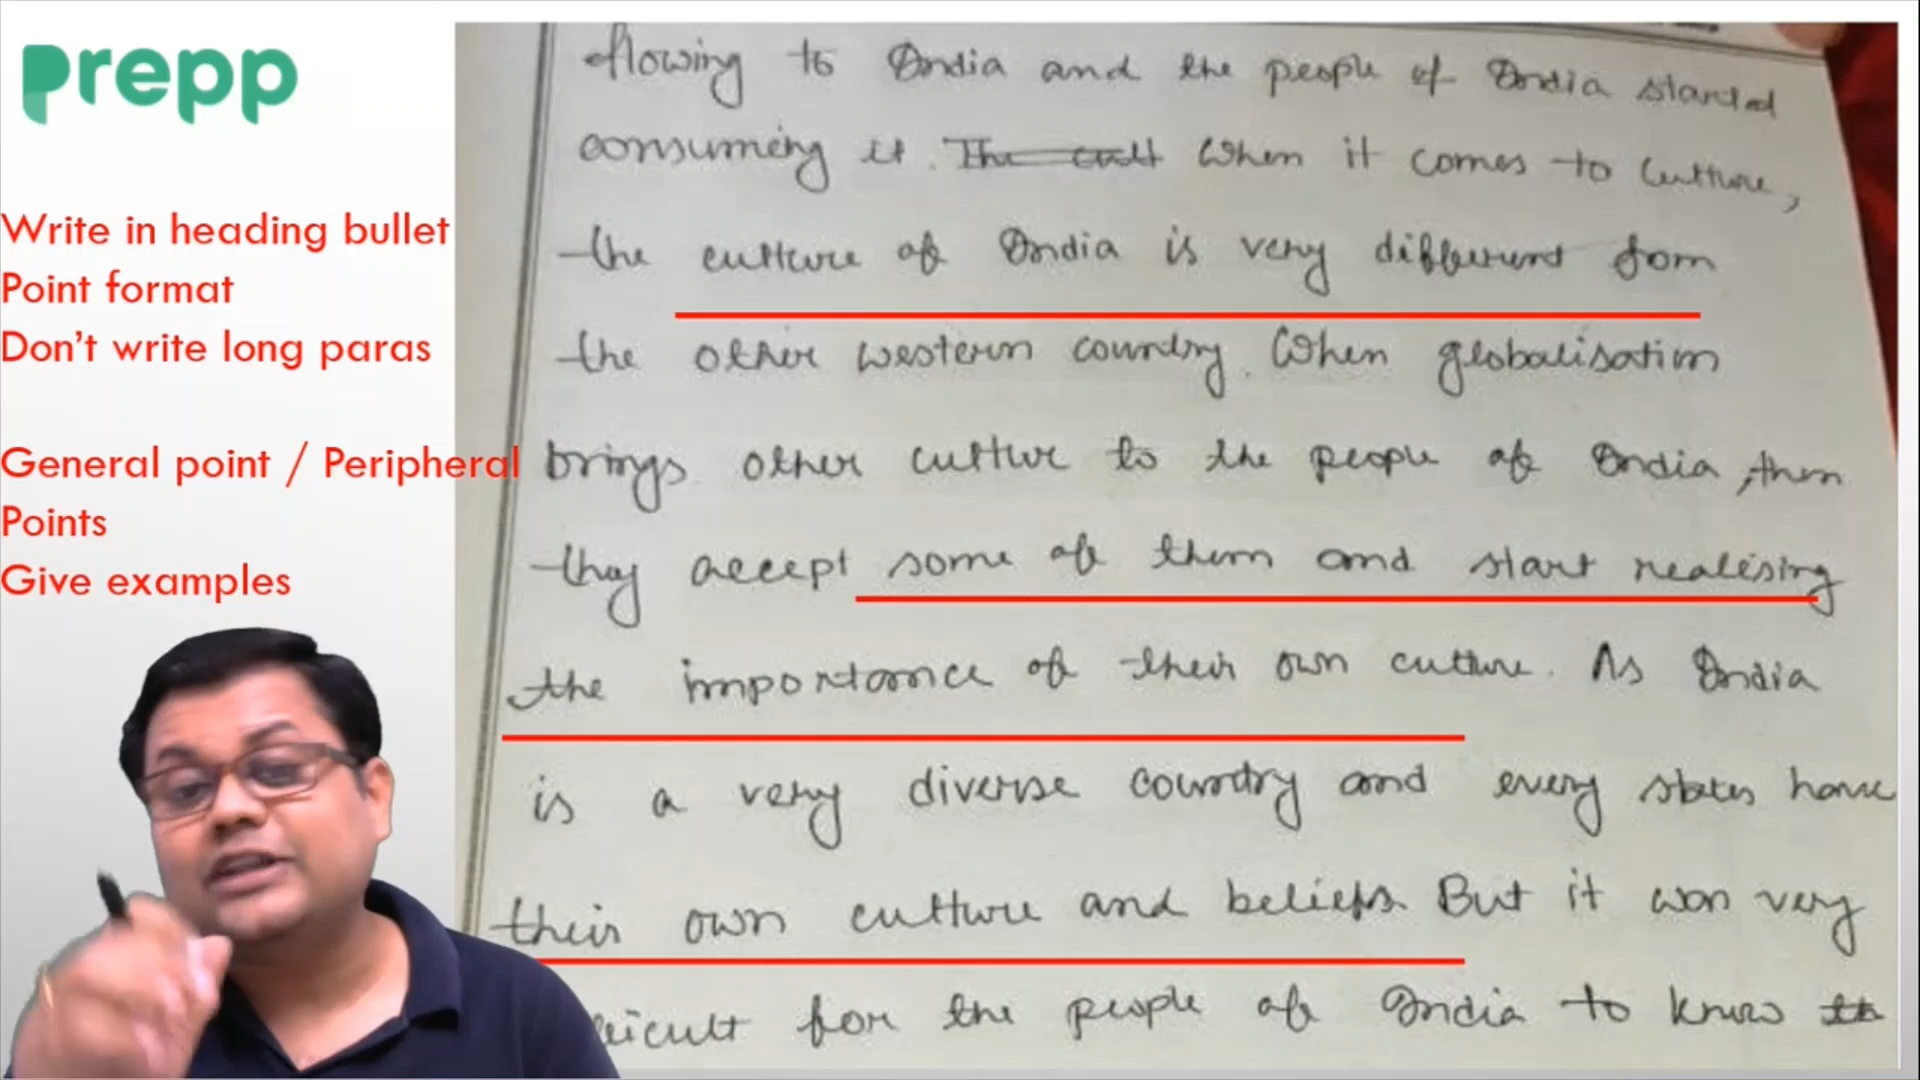 prepp
Write in heading bullet
Point format
Don't write long paras
General point / Peripheral
Points
Give examples
flowing to India and the people of India started
consuming it. The cult When it comes to Culture,
the culture of India is very different fom
the other western country. When globalisation
brings other culture to the people of India, then
they accept some of them and start realising
the importance of their own culture. As India
is a very diverse country and every states have
their own culture and beliefs. But it was very
for the people of India to know